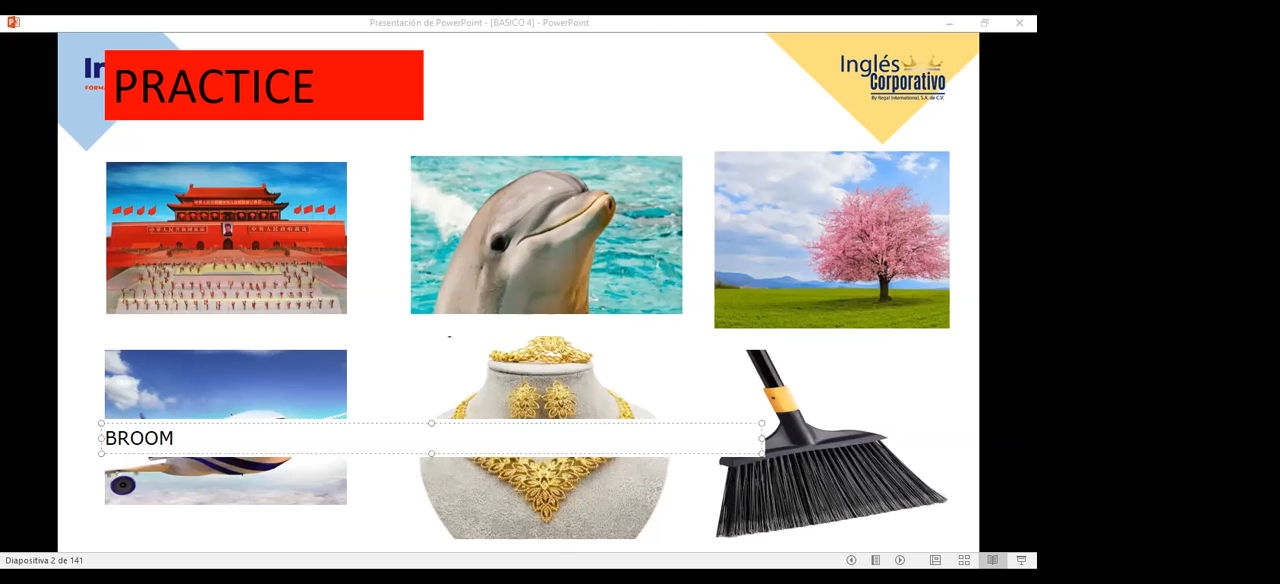 Presentación de PowerPoint - [BASICO 4] - PowerPoint
PRACTICE
Inglés
Corporativo
By Regal International, S.A. de C.V.
BROOM
Diapositiva 2 de 141